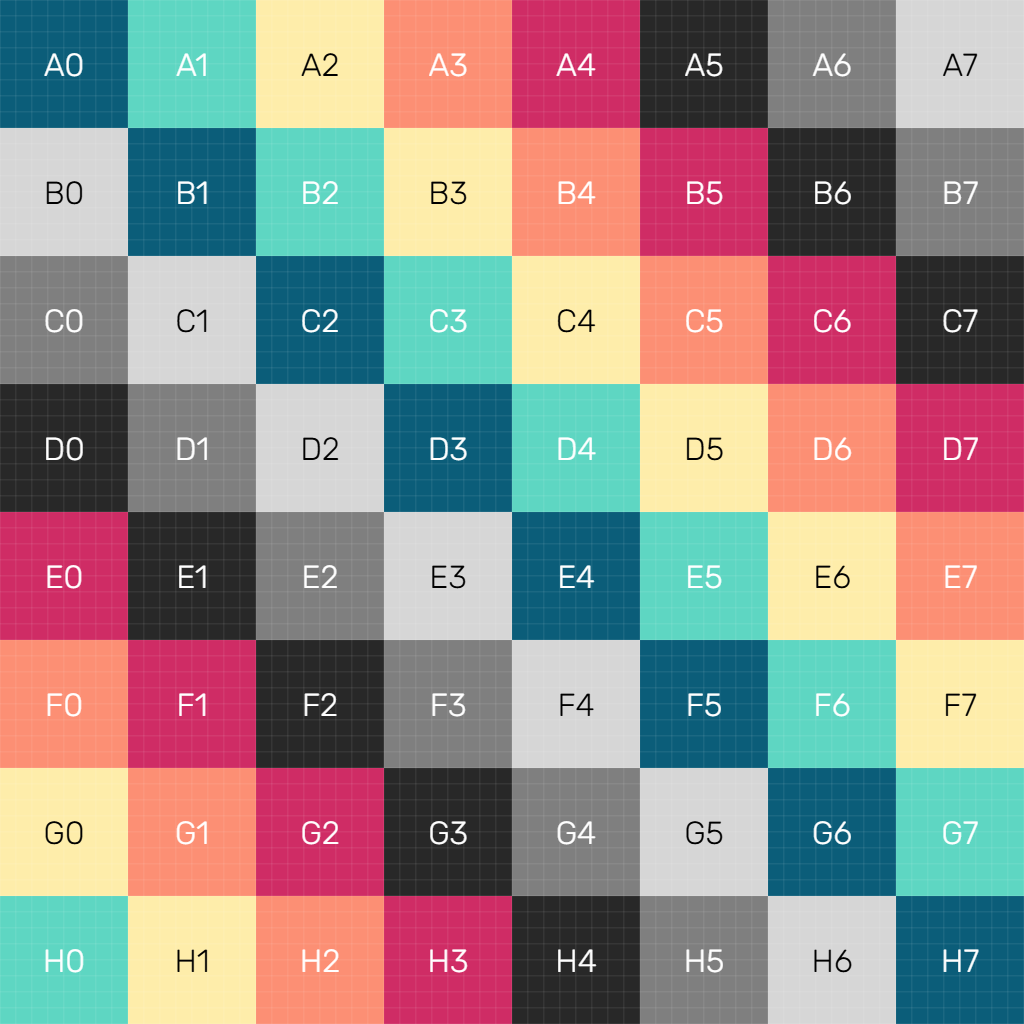 A0 A1 A2 A3 A4 A5 A6 A7
B0 B1 B2 B3 B4 B5 B6 B7
C0 C1 C2 C3 C4 C5 C6 C7
D0 D1 D2 D3 D4 D5 D6 D7
E0 E1 E2 E3 E4 E5 E6 E7
F0 F1 F2 F3 F4 F5 F6 F7
G0 G1 G2 G3 G4 G5 G6 G7
H0 H1 H2 H3 H4 H5 H6 H7